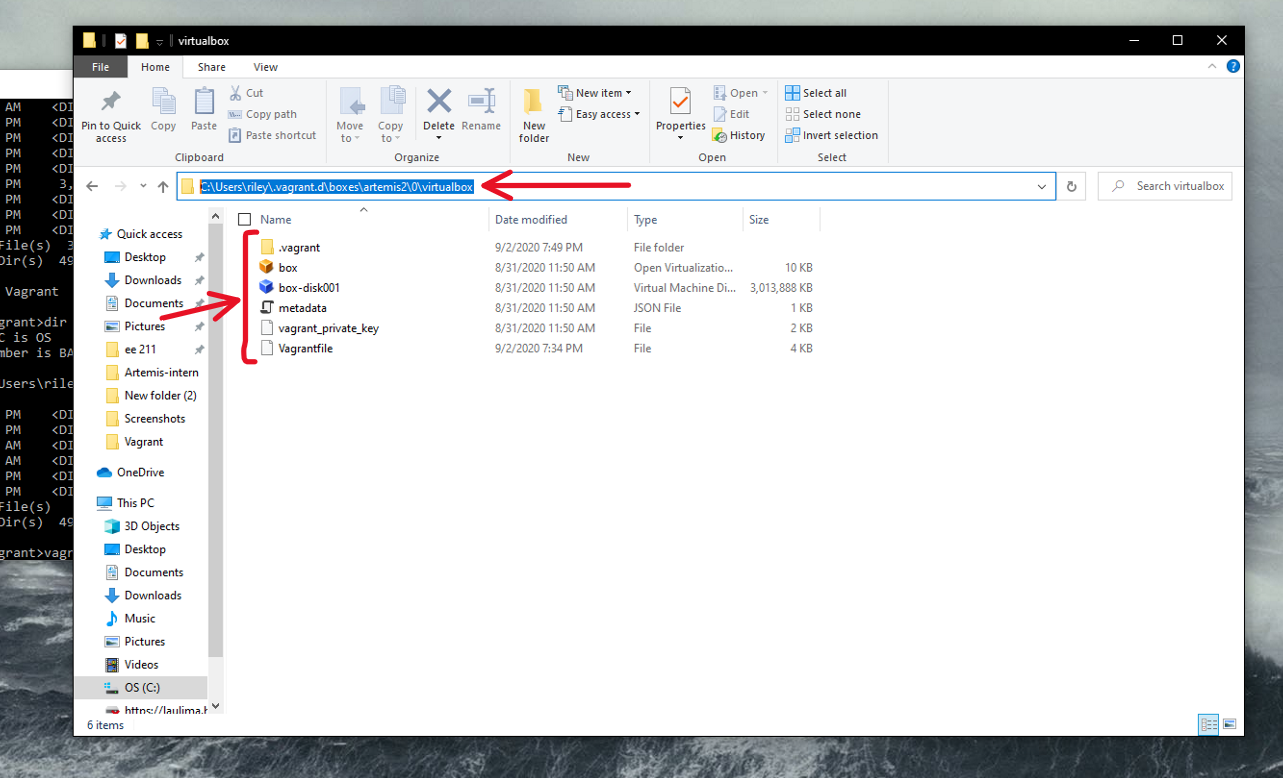 virtualbox
File Home Share View
Pin to Quick access
Copy
Paste
Cut
Copy path
Paste shortcut
Clipboard
Move to
Copy to
Delete
Rename
Organize
New folder
New item
Easy access
New
Properties
Open
Edit
History
Open
Select all
Select none
Invert selection
Select
C:\Users\riley\.vagrant.d\boxes\artemis2\0\virtualbox
Search virtualbox
Name Date modified Type Size
.vagrant 9/2/2020 7:49 PM File folder
box 8/31/2020 11:50 AM Open Virtualizatio... 10 KB
box-disk001 8/31/2020 11:50 AM Virtual Machine Di... 3,013,888 KB
metadata 8/31/2020 11:50 AM JSON File 1 KB
vagrant_private_key 8/31/2020 11:50 AM File 2 KB
Vagrantfile 9/2/2020 7:34 PM File 4 KB
Quick access
Desktop
Downloads
Documents
Pictures
ee 211
Artemis-intern
New folder (2)
Screenshots
Vagrant
OneDrive
This PC
3D Objects
Desktop
Documents
Downloads
Music
Pictures
Videos
OS (C:)
https://laulima.h
6 items
AM <DI
PM <DI
PM <DI
PM <DI
PM <DI
PM 3,
PM <DI
PM <DI
PM <DI
File(s) 3
Dir(s) 49
Vagrant
grant>dir
C is OS
mber is BA
Users\rile
PM <DI
PM <DI
AM <DI
AM <DI
PM <DI
PM <DI
File(s)
Dir(s) 49
grant>vagr